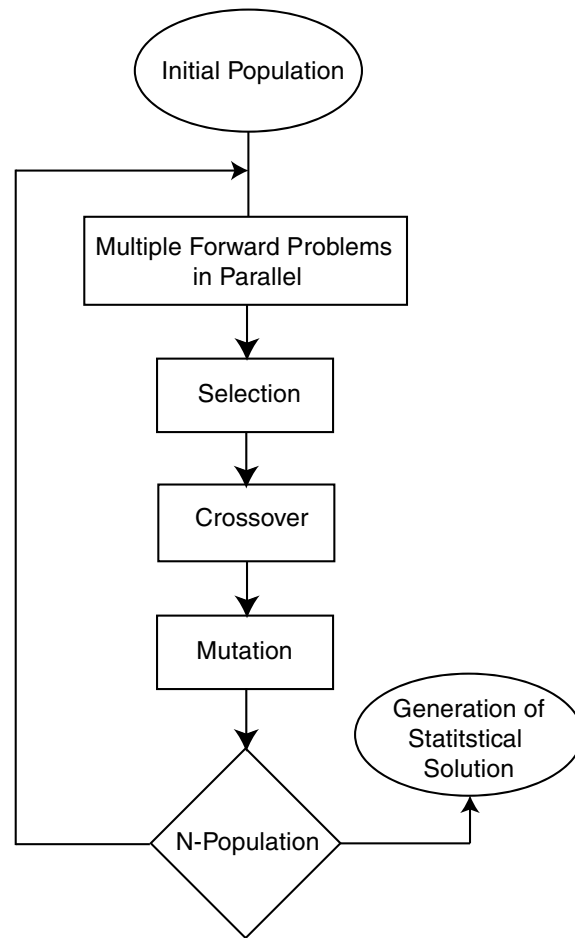 Initial Population
Multiple Forward Problems
in Parallel
Selection
Crossover
Mutation
Generation of
Statitstical
Solution
N-Population